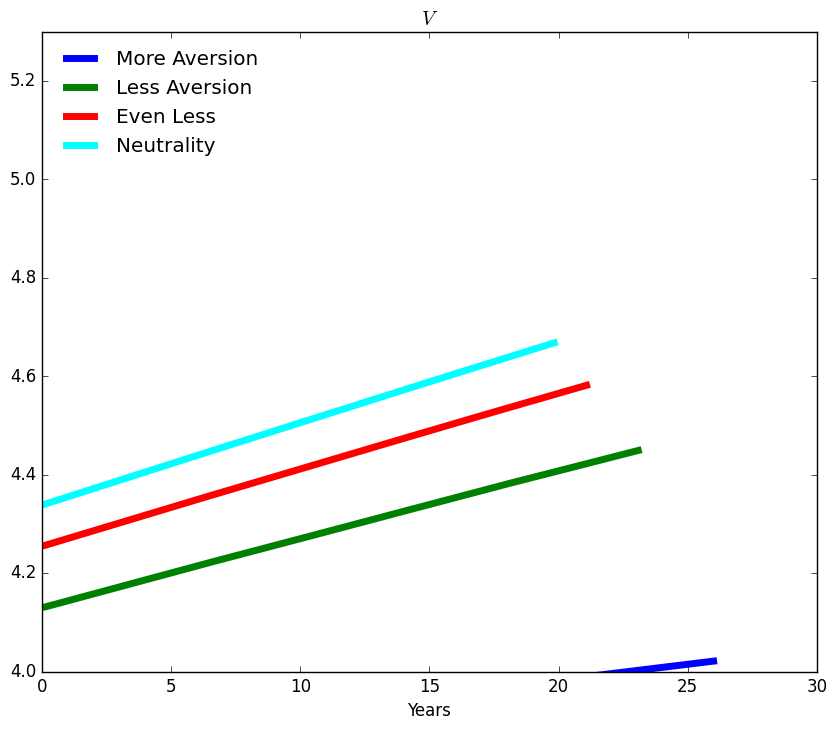 V
5.2
5.0
4.8
4.6
4.4
4.2
4.0
More Aversion
Less Aversion
Even Less
Neutrality
0 5 10 15 20 25 30
Years